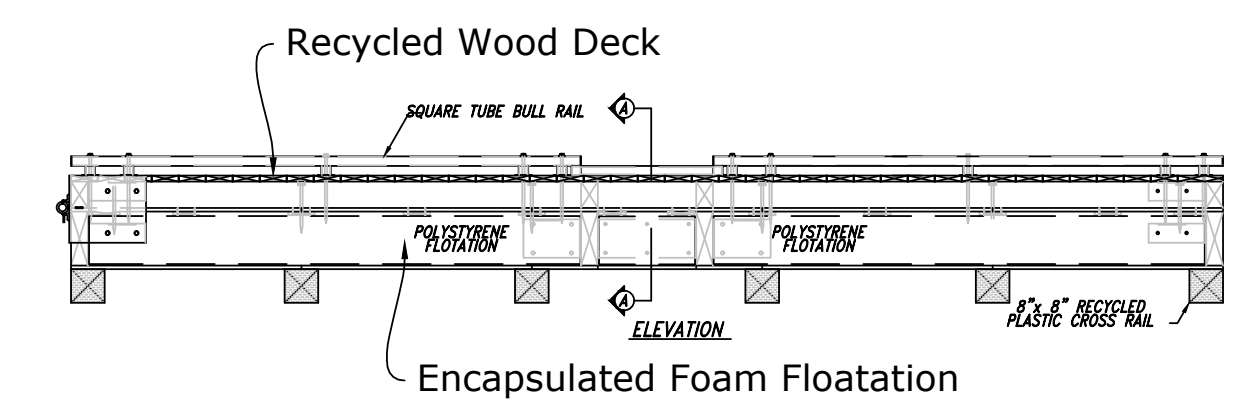 Recycled Wood Deck
SQUARE TUBE BULL RAIL
A
POLYSTYRENE
FLOTATION
POLYSTYRENE
FLOTATION
A
8"x 8" RECYCLED
PLASTIC CROSS RAIL
ELEVATION
Encapsulated Foam Floatation